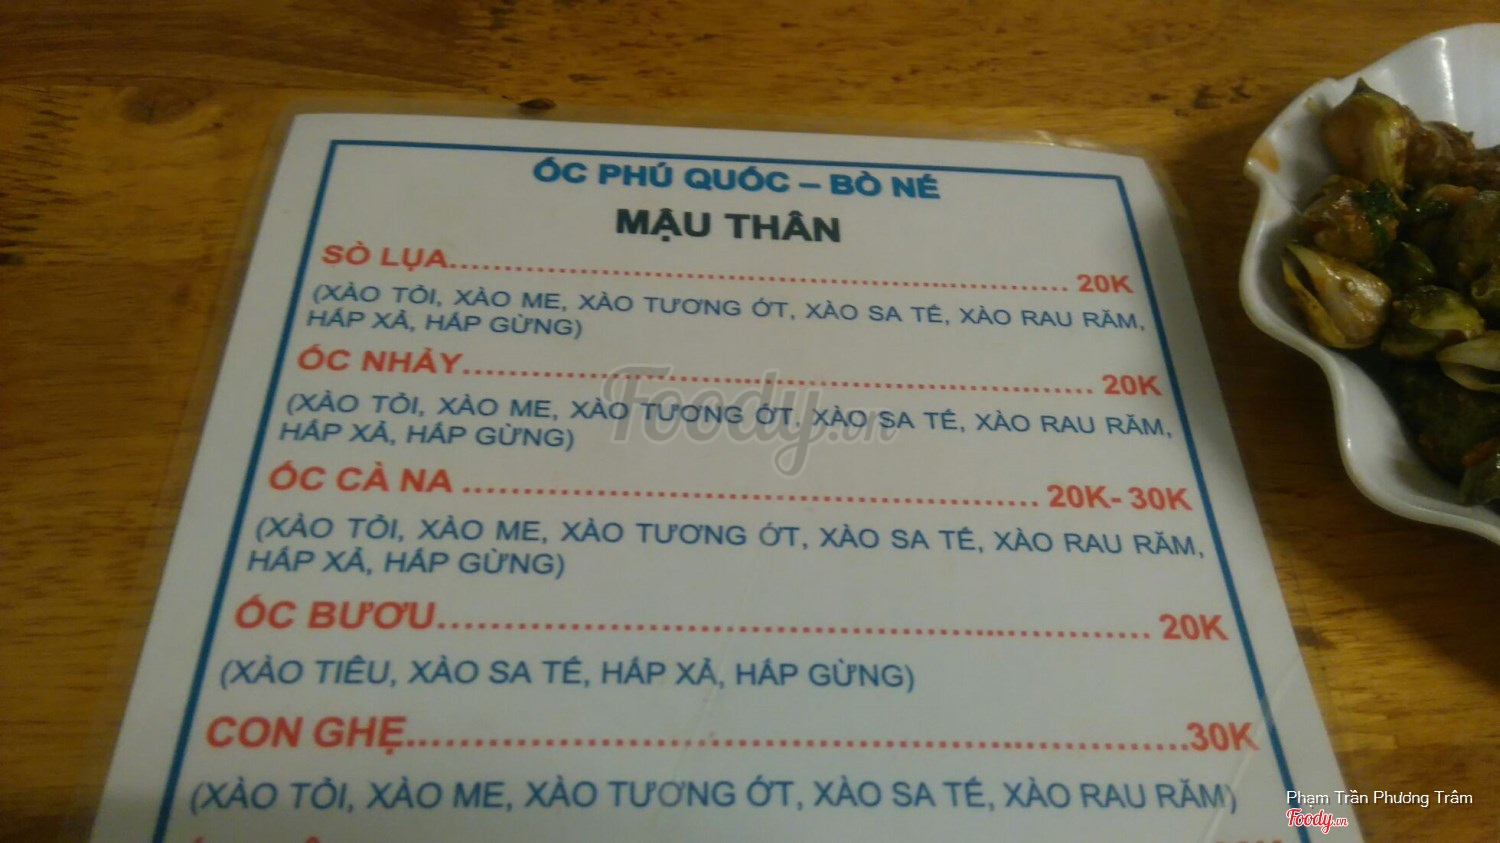 ỐC PHÚ QUỐC – BÒ NÉ
MẬU THÂN
SÒ LỤA........................................................ 20K
(XÀO TỎI, XÀO ME, XÀO TƯƠNG ỚT, XÀO SA TẾ, XÀO RAU RĂM,
HẤP XẢ, HẤP GỪNG)
ỐC NHẢY........................................................ 20K
(XÀO TỎI, XÀO ME, XÀO TƯƠNG ỚT, XÀO SA TẾ, XÀO RAU RĂM,
HẤP XẢ, HẤP GỪNG)
ỐC CÀ NA ................................................ 20K- 30K
(XÀO TỎI, XÀO ME, XÀO TƯƠNG ỚT, XÀO SA TẾ, XÀO RAU RĂM,
HẤP XẢ, HẤP GỪNG)
ỐC BƯƠU........................................................ 20K
(XÀO TIÊU, XÀO SA TẾ, HẤP XẢ, HẤP GỪNG)
CON GHẸ........................................................30K
(XÀO TỎI, XÀO ME, XÀO TƯƠNG ỚT, XÀO SA TẾ, XÀO RAU RĂM)
Foody.vn
Phạm Trần Phương Trâm
Foody.vn